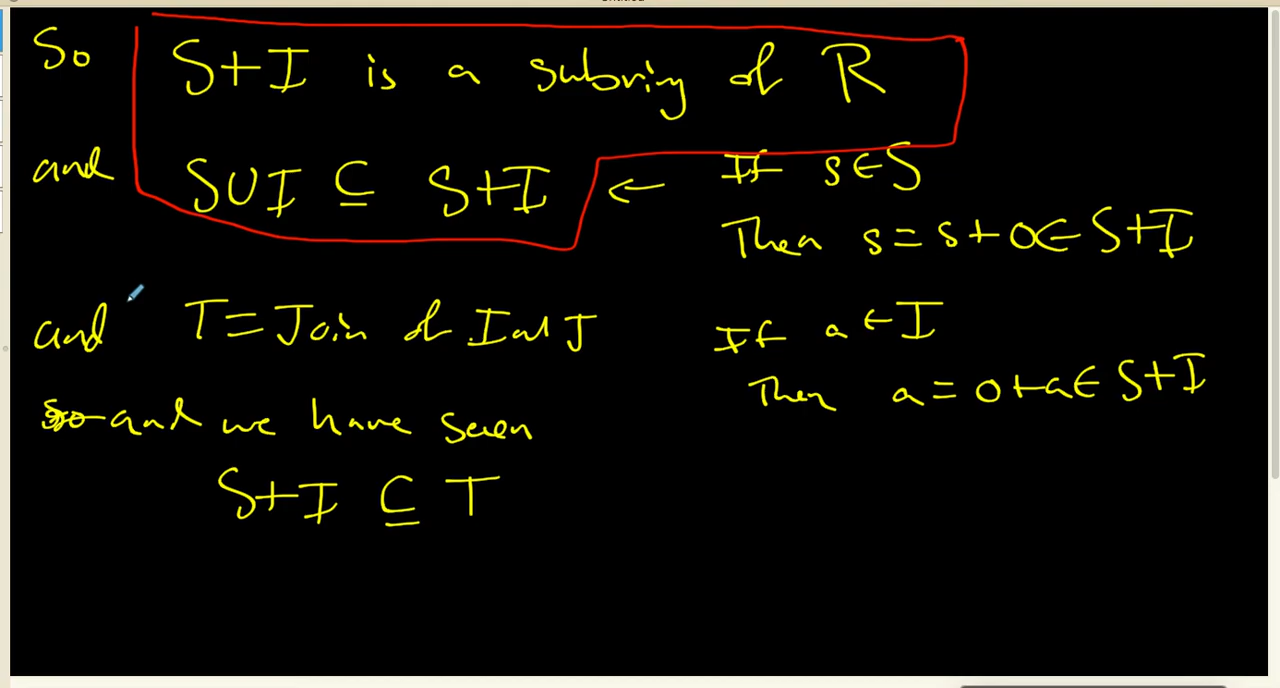 So S+I is a subring of R
and S∪I ⊆ S+I ← If s∈S
Then s = s+0 ∈ S+I
and T = Join of I and J
If a ∈ I
Then a = 0+a ∈ S+I
so and we have seen
S+I ⊆ T